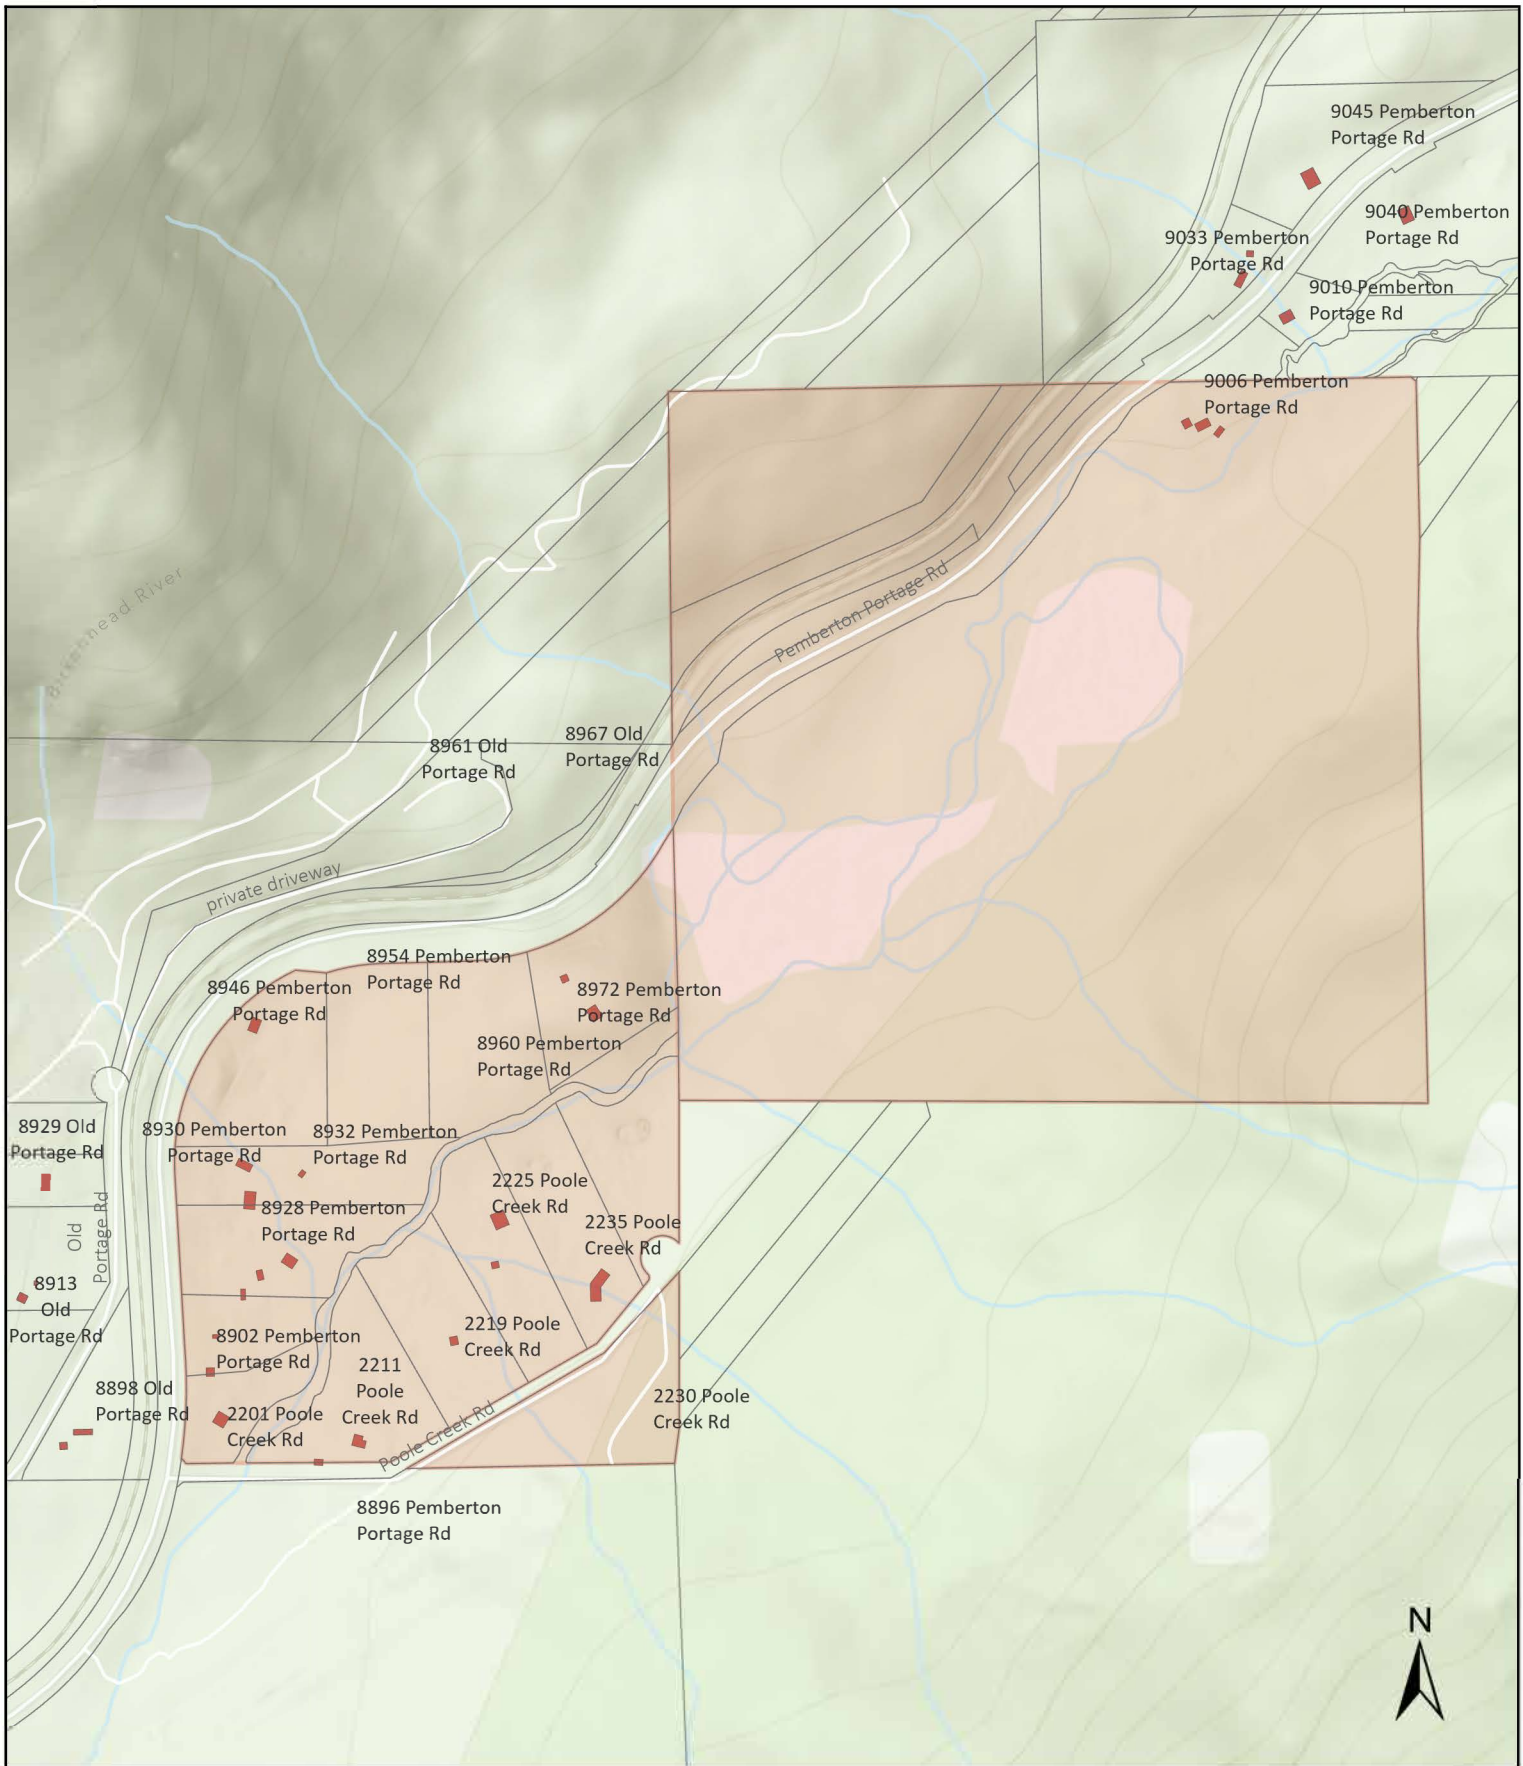 9045 Pemberton
Portage Rd
9040 Pemberton
Portage Rd
9033 Pemberton
Portage Rd
9010 Pemberton
Portage Rd
9006 Pemberton
Portage Rd
Birkenhead River
Pemberton Portage Rd
8967 Old
Portage Rd
8961 Old
Portage Rd
private driveway
8954 Pemberton
Portage Rd
8946 Pemberton
Portage Rd
8972 Pemberton
Portage Rd
8960 Pemberton
Portage Rd
8929 Old
Portage Rd
8930 Pemberton
Portage Rd
8932 Pemberton
Portage Rd
2225 Poole
Creek Rd
8928 Pemberton
Portage Rd
2235 Poole
Creek Rd
Old
Portage Rd
8913
Old
Portage Rd
8902 Pemberton
Portage Rd
2219 Poole
Creek Rd
2211
Poole
Creek Rd
8898 Old
Portage Rd
2201 Poole
Creek Rd
2230 Poole
Creek Rd
Poole Creek Rd
8896 Pemberton
Portage Rd
N